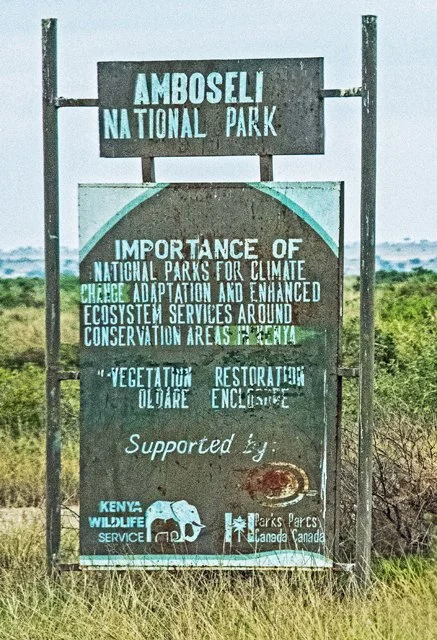 AMBOSELI
NATIONAL PARK
IMPORTANCE OF
NATIONAL PARKS FOR CLIMATE
CHANGE ADAPTATION AND ENHANCED
ECOSYSTEM SERVICES AROUND
CONSERVATION AREAS IN KENYA
"VEGETATION RESTORATION
OLDARE ENCLOSURE
Supported by:
KENYA
WILDLIFE
SERVICE
Parks Parcs
Canada Canada